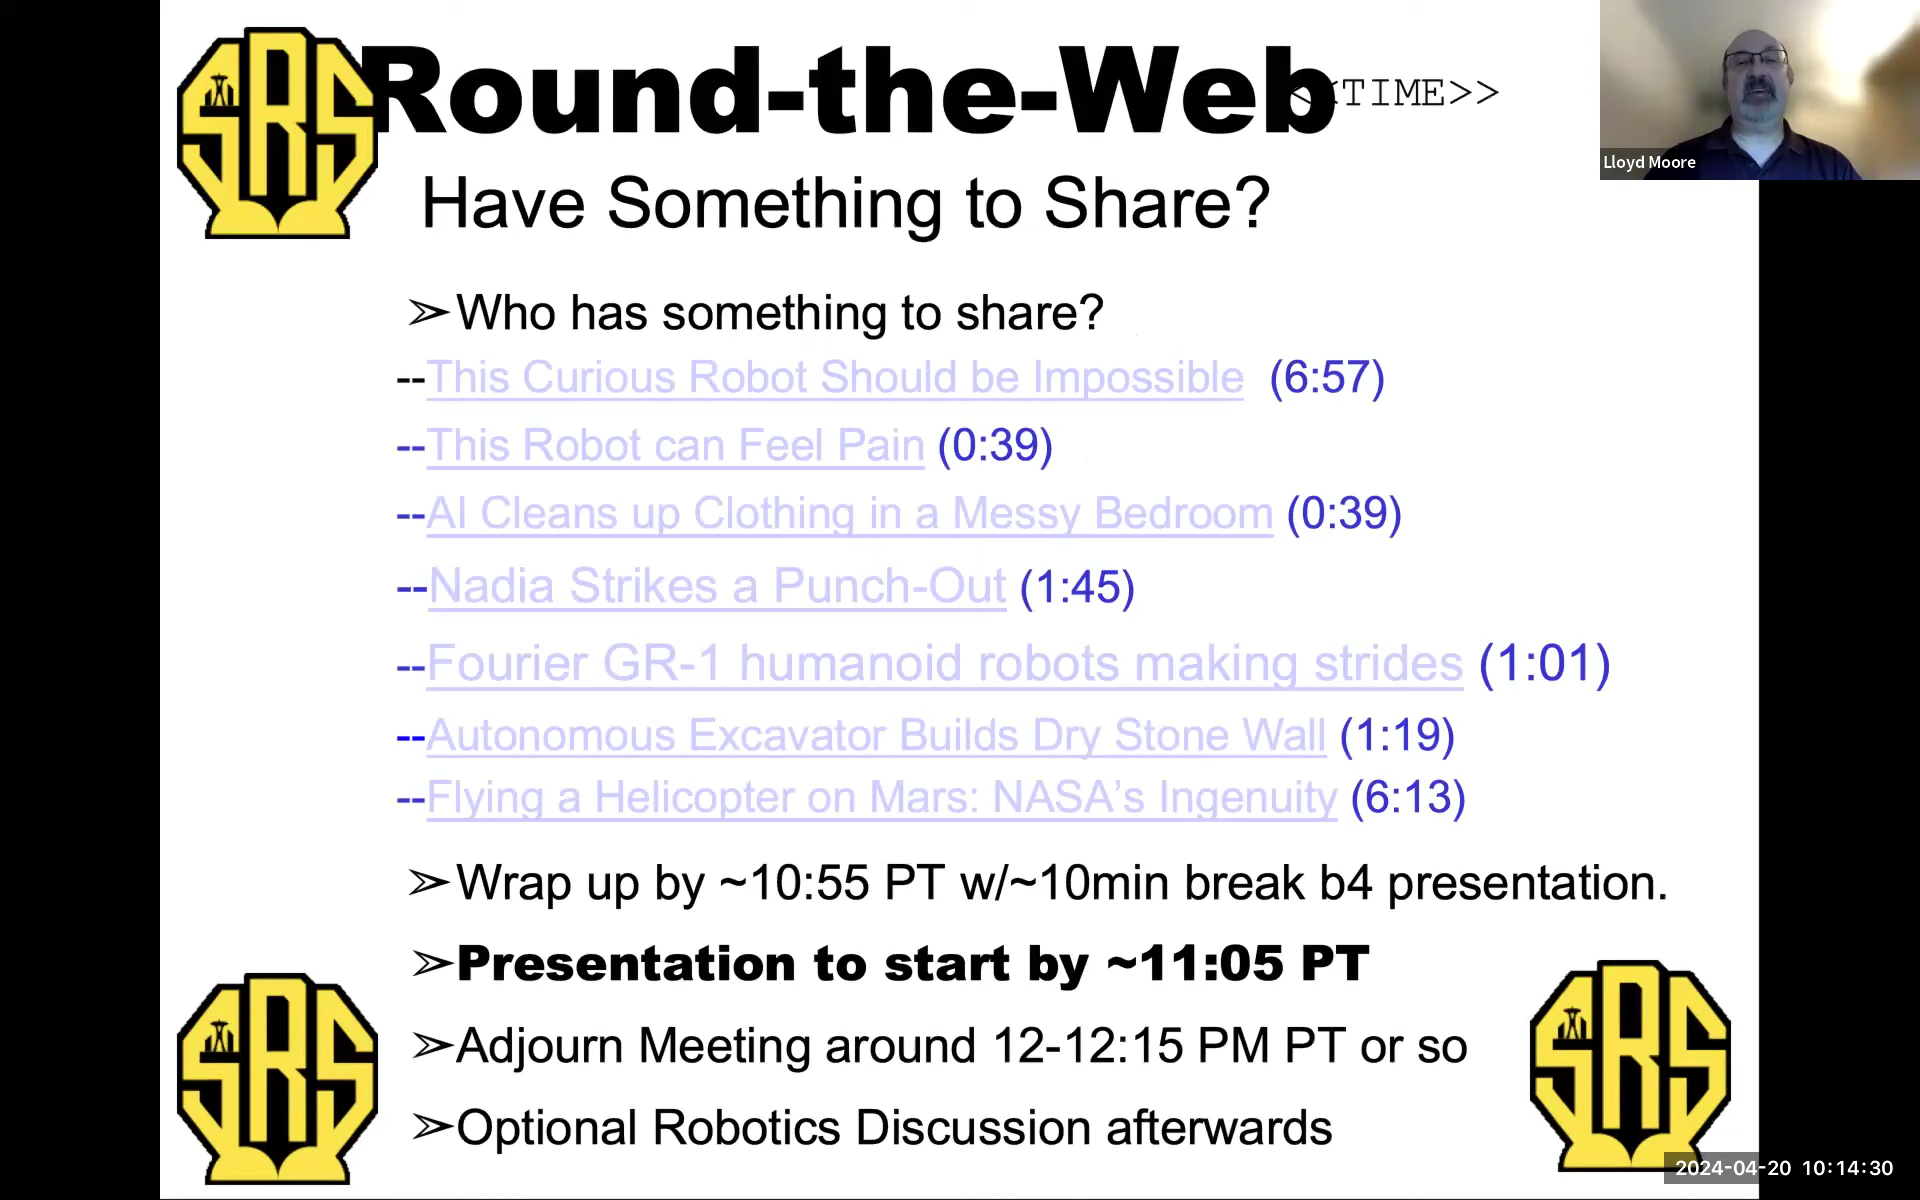 SRS
Round-the-Web
<<TIME>>
Lloyd Moore
Have Something to Share?
➢Who has something to share?
--This Curious Robot Should be Impossible (6:57)
--This Robot can Feel Pain (0:39)
--AI Cleans up Clothing in a Messy Bedroom (0:39)
--Nadia Strikes a Punch-Out (1:45)
--Fourier GR-1 humanoid robots making strides (1:01)
--Autonomous Excavator Builds Dry Stone Wall (1:19)
--Flying a Helicopter on Mars: NASA's Ingenuity (6:13)
➢Wrap up by ~10:55 PT w/~10min break b4 presentation.
➢Presentation to start by ~11:05 PT
➢Adjourn Meeting around 12-12:15 PM PT or so
➢Optional Robotics Discussion afterwards
SRS
SRS
2024-04-20 10:14:30